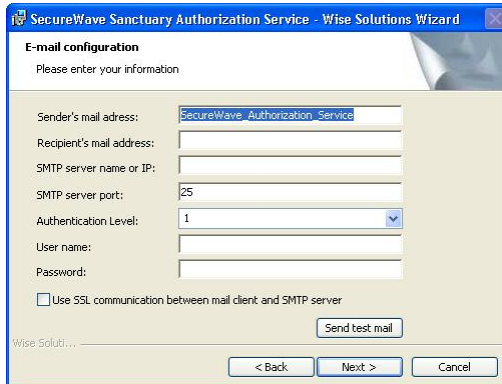 SecureWave Sanctuary Authorization Service - Wise Solutions Wizard
E-mail configuration
Please enter your information
Sender's mail adress: SecureWave_Authorization_Service
Recipient's mail address:
SMTP server name or IP:
SMTP server port: 25
Authentication Level: 1
User name:
Password:
Use SSL communication between mail client and SMTP server
Send test mail
Wise Soluti...
< Back Next > Cancel